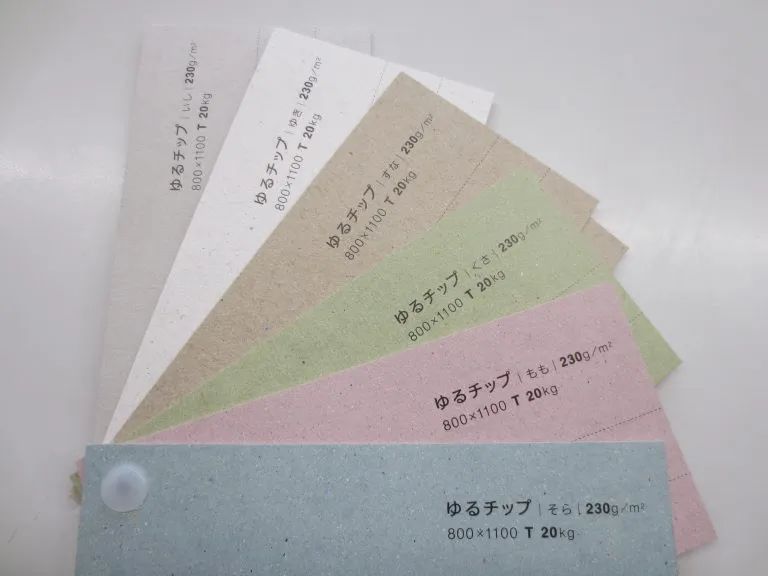 ゆるチップ|いし|230g/m²
800×1100 T 20kg
ゆるチップ|ゆき|230g/m²
800×1100 T 20kg
ゆるチップ|すな|230g/m²
800×1100 T 20kg
ゆるチップ|くさ|230g/m²
800×1100 T 20kg
ゆるチップ|もも|230g/m²
800×1100 T 20kg
ゆるチップ|そら|230g/m²
800×1100 T 20kg